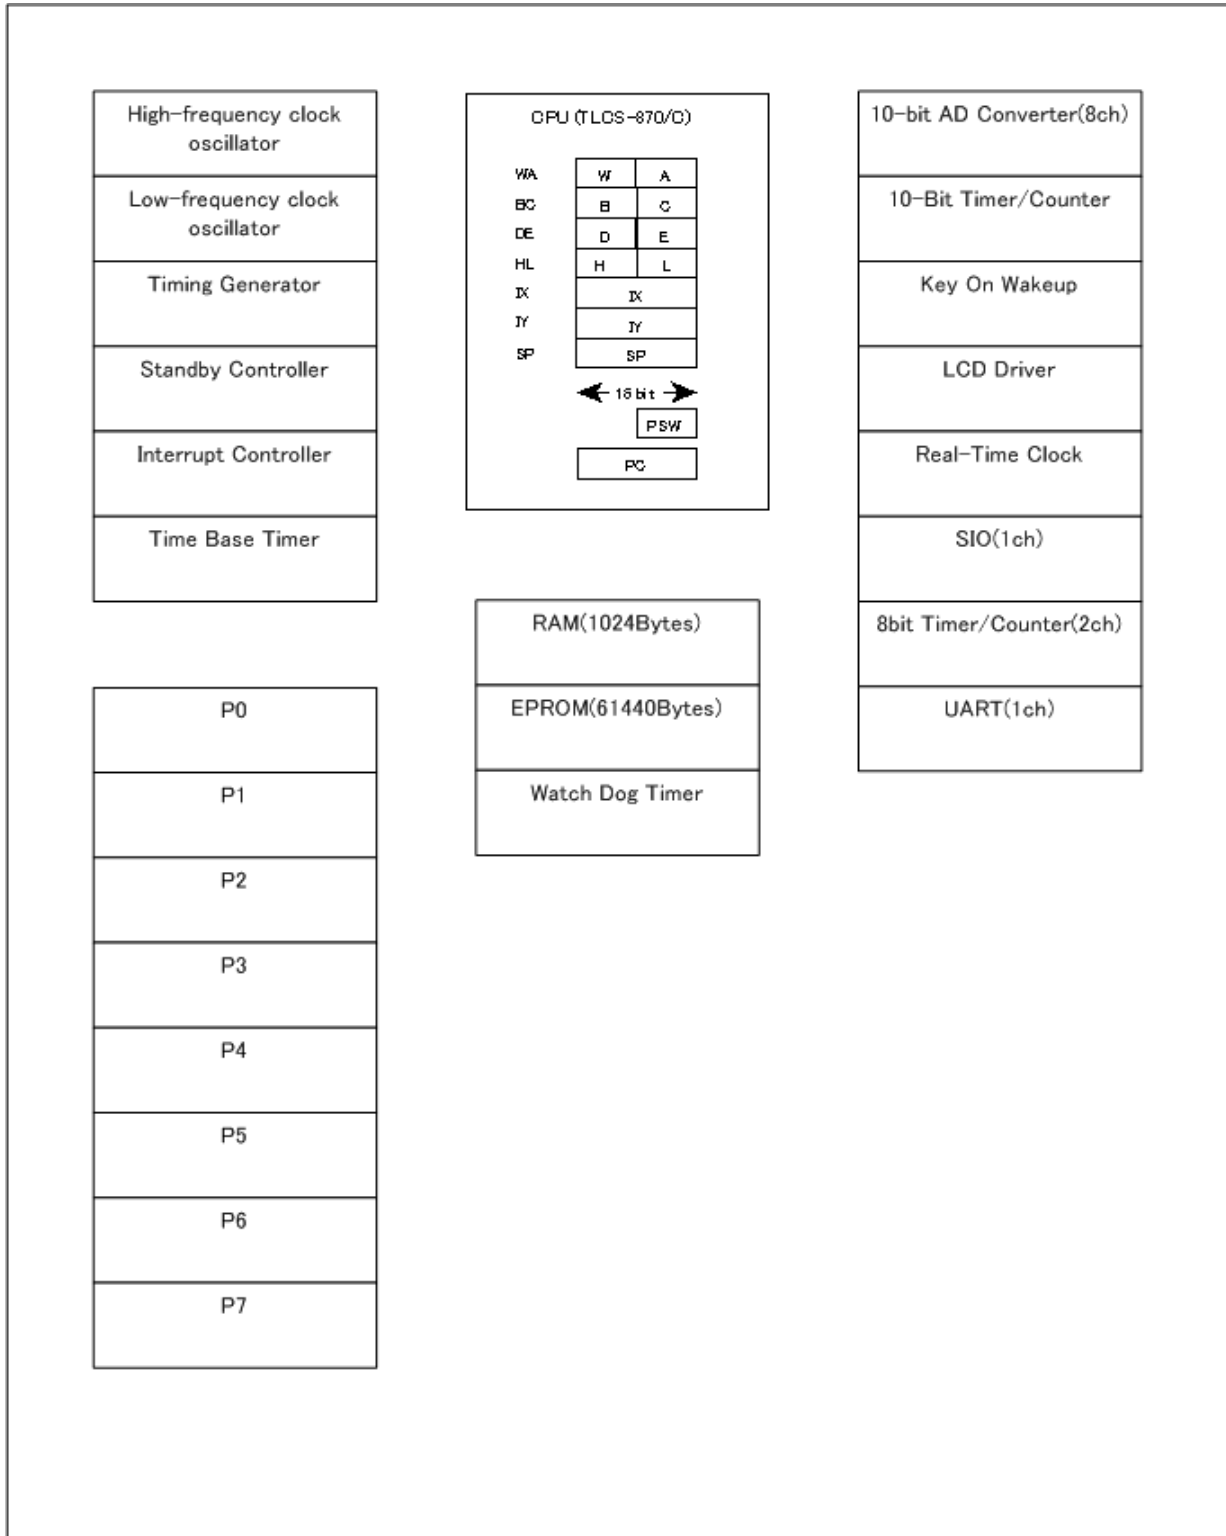 High-frequency clock
oscillator
Low-frequency clock
oscillator
Timing Generator
Standby Controller
Interrupt Controller
Time Base Timer
P0
P1
P2
P3
P4
P5
P6
P7
CPU (TLCS-870/C)
WA W A
BC B C
DE D E
HL H L
IX IX
IY IY
SP SP
16 bit
PSW
PC
RAM(1024Bytes)
EPROM(61440Bytes)
Watch Dog Timer
10-bit AD Converter(8ch)
10-Bit Timer/Counter
Key On Wakeup
LCD Driver
Real-Time Clock
SIO(1ch)
8bit Timer/Counter(2ch)
UART(1ch)